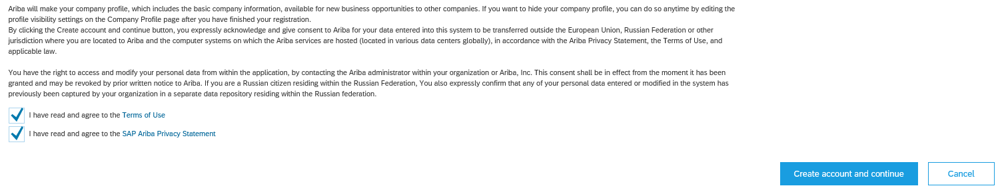 Ariba will make your company profile, which includes the basic company information, available for new business opportunities to other companies. If you want to hide your company profile, you can do so anytime by editing the
profile visibility settings on the Company Profile page after you have finished your registration.
By clicking the Create account and continue button, you expressly acknowledge and give consent to Ariba for your data entered into this system to be transferred outside the European Union, Russian Federation or other
jurisdiction where you are located to Ariba and the computer systems on which the Ariba services are hosted (located in various data centers globally), in accordance with the Ariba Privacy Statement, the Terms of Use, and
applicable law.
You have the right to access and modify your personal data from within the application, by contacting the Ariba administrator within your organization or Ariba, Inc. This consent shall be in effect from the moment it has been
granted and may be revoked by prior written notice to Ariba. If you are a Russian citizen residing within the Russian Federation, You also expressly confirm that any of your personal data entered or modified in the system has
previously been captured by your organization in a separate data repository residing within the Russian federation.
I have read and agree to the Terms of Use
I have read and agree to the SAP Ariba Privacy Statement
Create account and continue Cancel